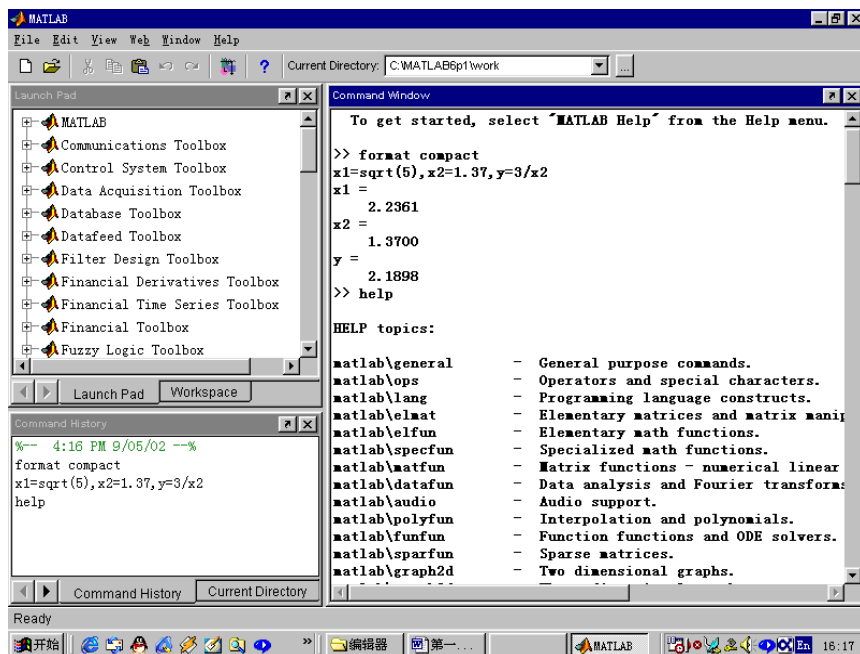 MATLAB
File Edit View Web Window Help
Current Directory: C:\MATLAB6p1\work
Launch Pad
MATLAB
Communications Toolbox
Control System Toolbox
Data Acquisition Toolbox
Database Toolbox
Datafeed Toolbox
Filter Design Toolbox
Financial Derivatives Toolbox
Financial Time Series Toolbox
Financial Toolbox
Fuzzy Logic Toolbox
Launch Pad Workspace
Command History
%-- 4:16 PM 9/05/02 --%
format compact
x1=sqrt(5),x2=1.37,y=3/x2
help
Command History Current Directory
Command Window
To get started, select "MATLAB Help" from the Help menu.
>> format compact
x1=sqrt(5),x2=1.37,y=3/x2
x1 =
2.2361
x2 =
1.3700
y =
2.1898
>> help
HELP topics:
matlab\general - General purpose commands.
matlab\ops - Operators and special characters.
matlab\lang - Programming language constructs.
matlab\elmat - Elementary matrices and matrix manip
matlab\elfun - Elementary math functions.
matlab\specfun - Specialized math functions.
matlab\matfun - Matrix functions - numerical linear
matlab\datafun - Data analysis and Fourier transforms
matlab\audio - Audio support.
matlab\polyfun - Interpolation and polynomials.
matlab\funfun - Function functions and ODE solvers.
matlab\sparfun - Sparse matrices.
matlab\graph2d - Two dimensional graphs.
Ready
开始 » 编辑器 第一... MATLAB En 16:17